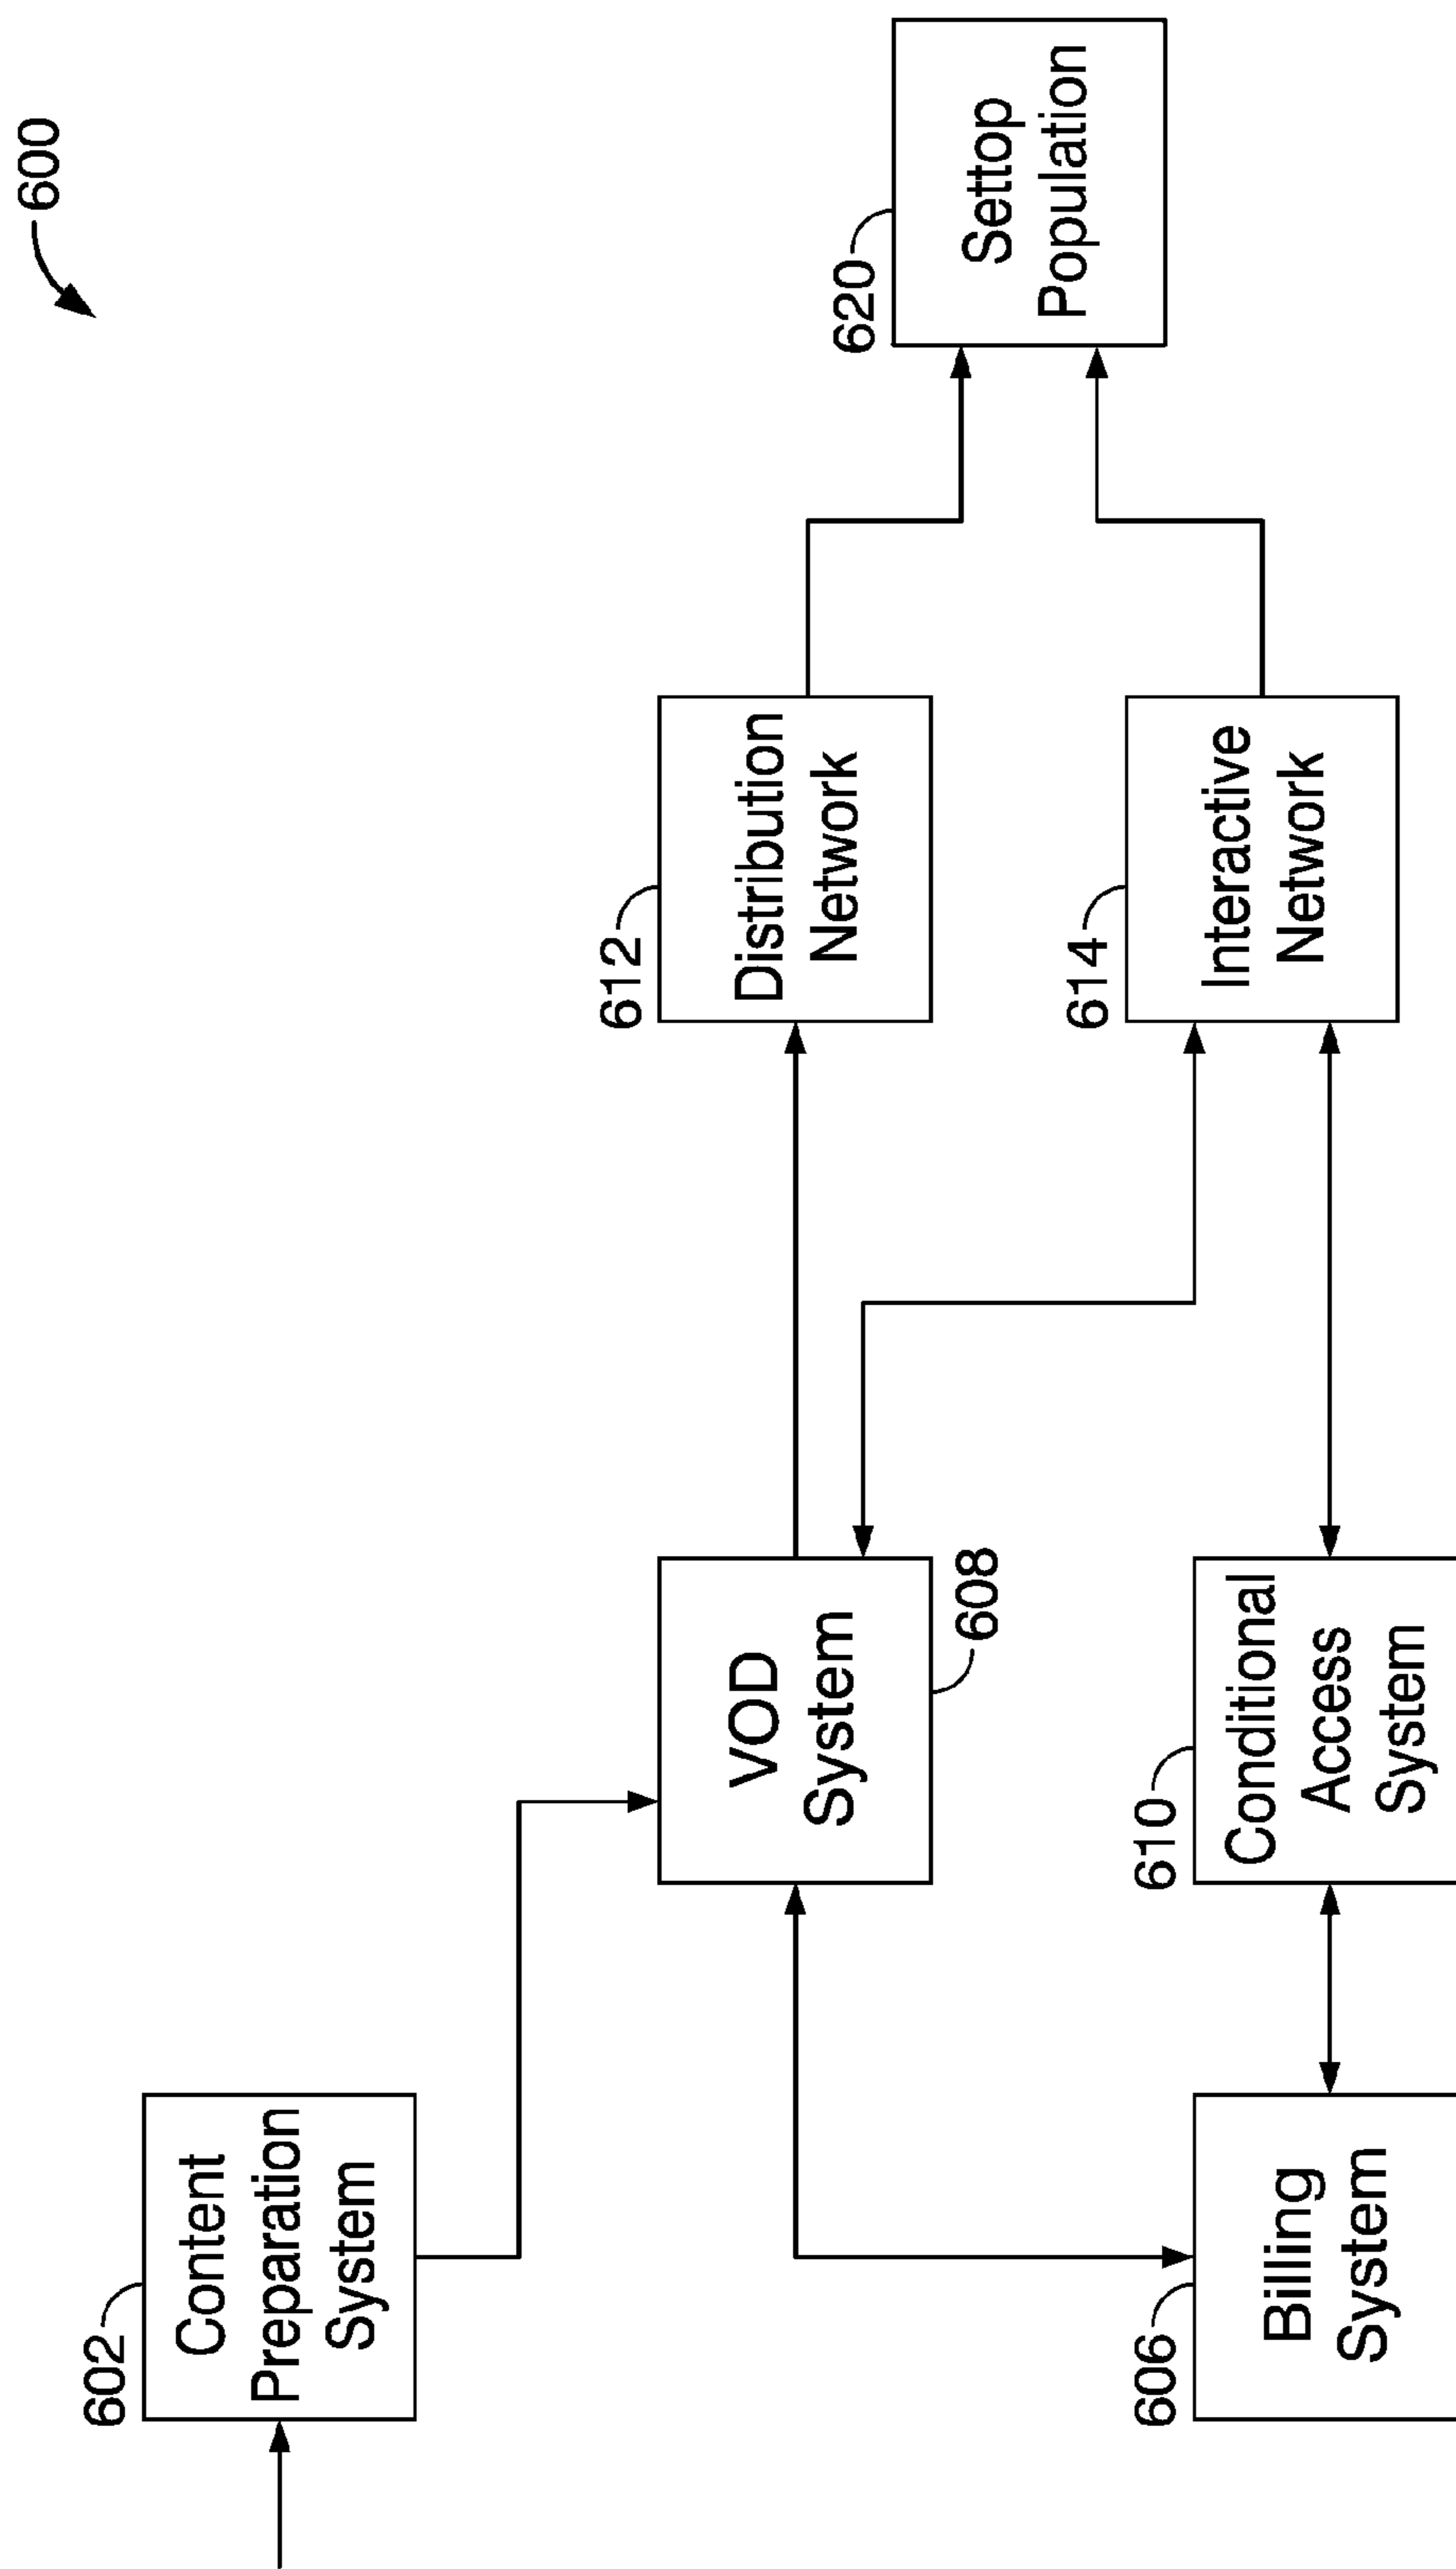 600
602
Content
Preparation
System
606
Billing
System
VOD
System
608
610
Conditional
Access
System
612
Distribution
Network
614
Interactive
Network
620
Settop
Population